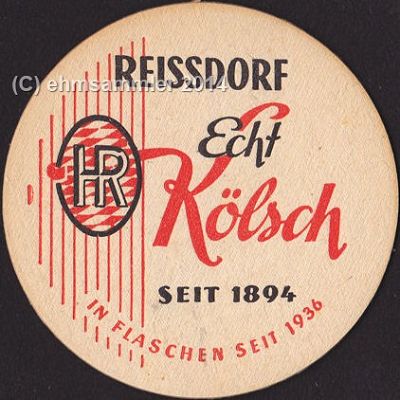 REISSDORF
(C) ehmsammler 2014
Echt
HR
Kölsch
SEIT 1894
IN FLASCHEN SEIT 1936